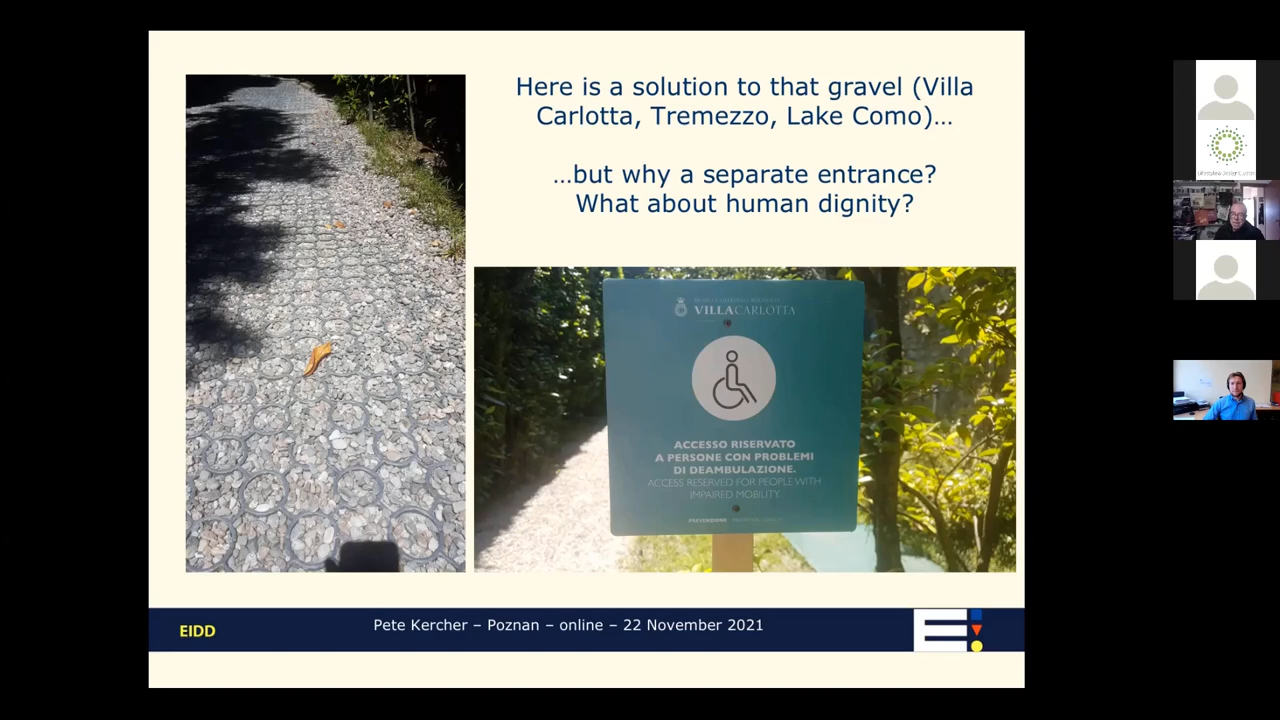 Here is a solution to that gravel (Villa
Carlotta, Tremezzo, Lake Como)…
…but why a separate entrance?
What about human dignity?
VILLACARLOTTA
ACCESSO RISERVATO
A PERSONE CON PROBLEMI
DI DEAMBULAZIONE.
ACCESS RESERVED FOR PEOPLE WITH
IMPAIRED MOBILITY.
PREVENZIONE
EIDD
Pete Kercher – Poznan – online – 22 November 2021